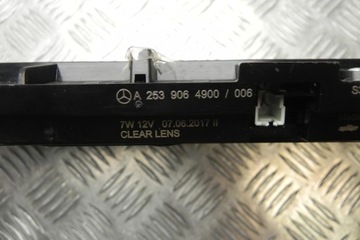 A 253 906 4900 / 006
7W 12V 07.06.2017 II
CLEAR LENS